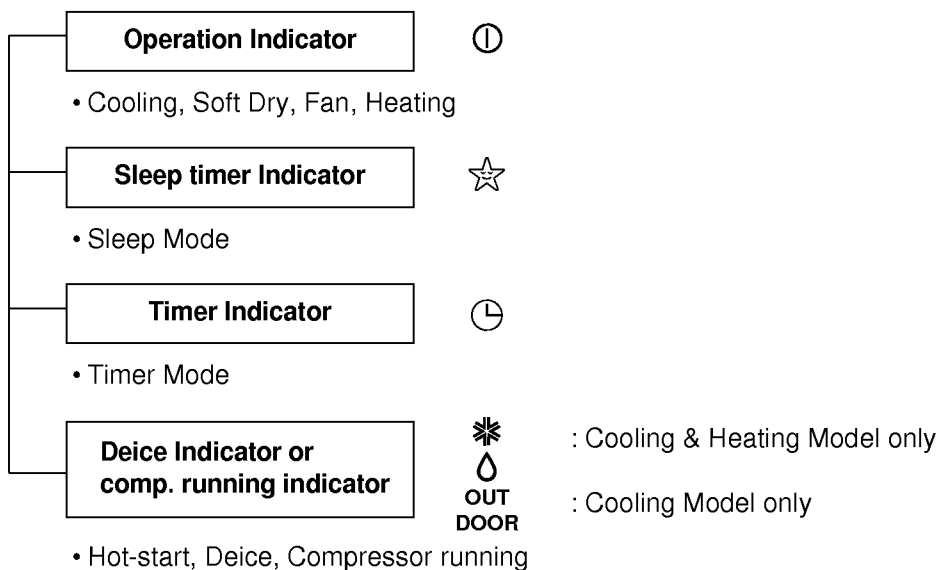 Operation Indicator
• Cooling, Soft Dry, Fan, Heating
Sleep timer Indicator
• Sleep Mode
Timer Indicator
• Timer Mode
Deice Indicator or
comp. running indicator
: Cooling & Heating Model only
OUT
DOOR
: Cooling Model only
• Hot-start, Deice, Compressor running